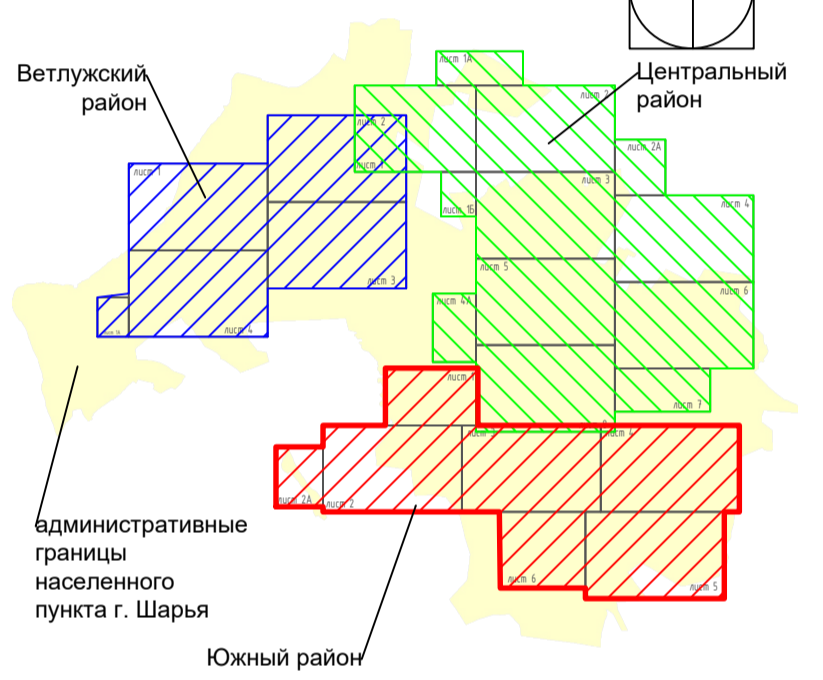 Ветлужский
район
Центральный
район
лист 1А
лист 2
лист 2
лист 1
лист 1
лист 2А
лист 3
лист 1Б
лист 4
лист 5
лист 3
лист 6
лист 4А
лист 4
лист 1
лист 7
лист 4
лист 2А
лист 2
лист 6
лист 5
административные
границы
населенного
пункта г. Шарья
Южный район